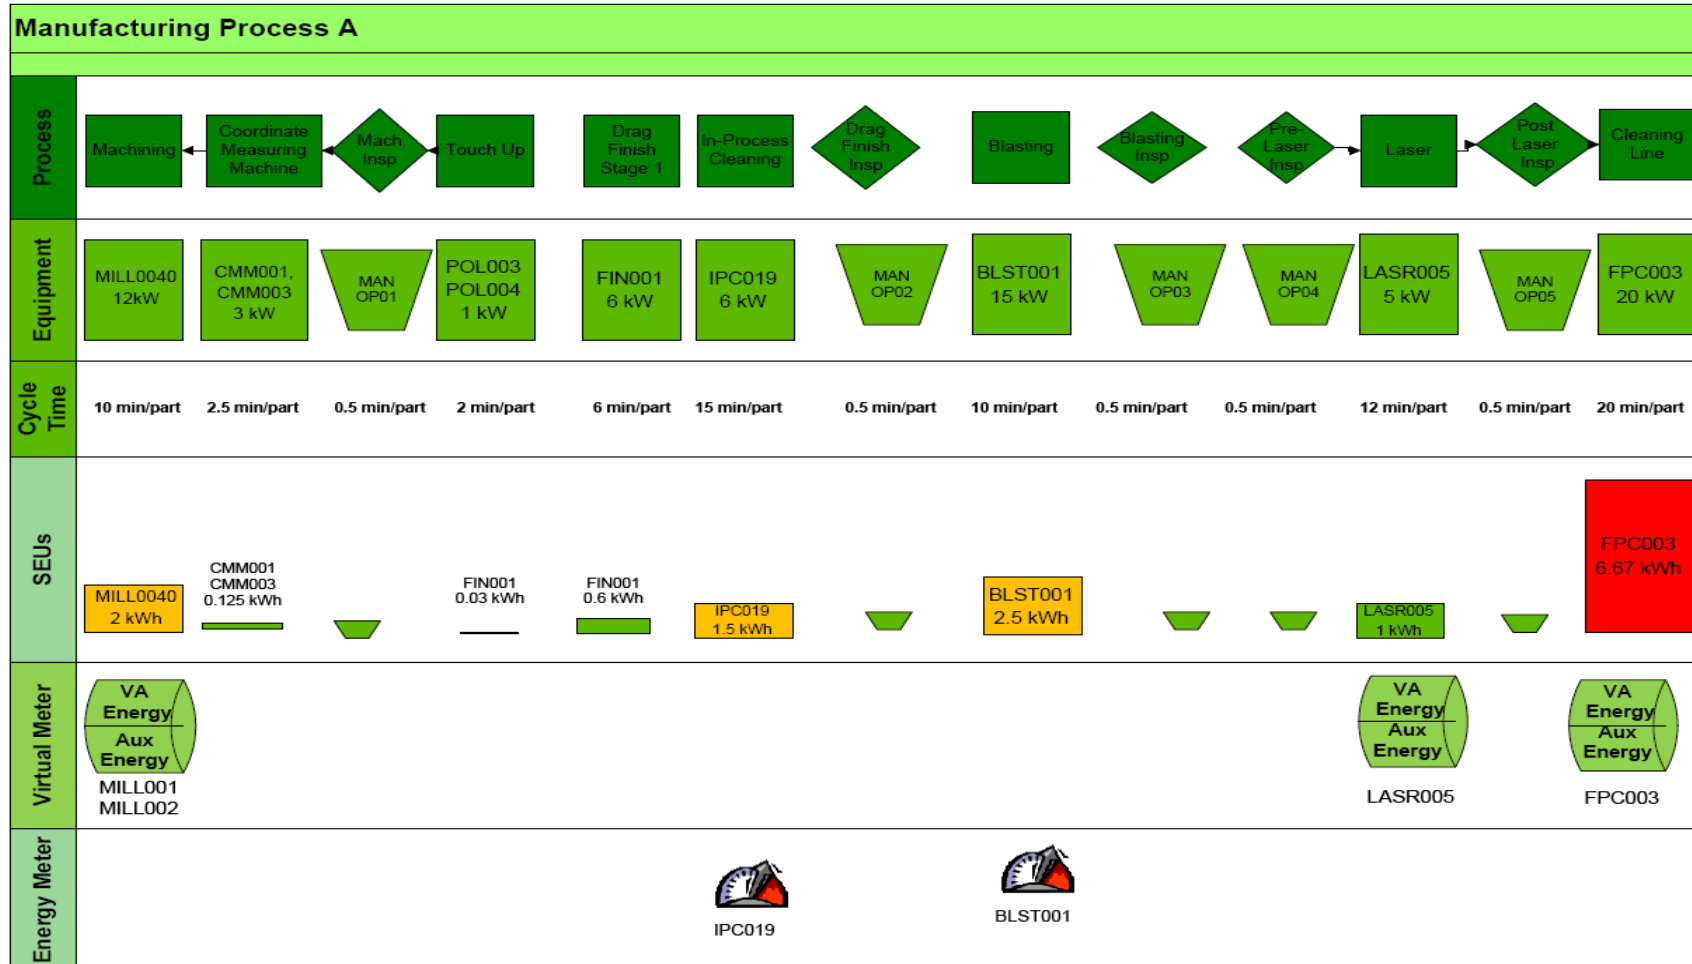 Manufacturing Process A
Process
Machining
Coordinate
Measuring
Machine
Mach
Insp
Touch Up
Drag
Finish
Stage 1
In-Process
Cleaning
Drag
Finish
Insp
Blasting
Blasting
Insp
Pre-
Laser
Insp
Laser
Post
Laser
Insp
Cleaning
Line
Equipment
MILL0040
12kW
CMM001,
CMM003
3 kW
MAN
OP01
POL003
POL004
1 kW
FIN001
6 kW
IPC019
6 kW
MAN
OP02
BLST001
15 kW
MAN
OP03
MAN
OP04
LASR005
5 kW
MAN
OP05
FPC003
20 kW
Cycle
Time
10 min/part
2.5 min/part
0.5 min/part
2 min/part
6 min/part
15 min/part
0.5 min/part
10 min/part
0.5 min/part
0.5 min/part
12 min/part
0.5 min/part
20 min/part
SEUs
MILL0040
2 kWh
CMM001
CMM003
0.125 kWh
FIN001
0.03 kWh
FIN001
0.6 kWh
IPC019
1.5 kWh
BLST001
2.5 kWh
LASR005
1 kWh
FPC003
6.67 kWh
Virtual Meter
VA
Energy
Aux
Energy
MILL001
MILL002
VA
Energy
Aux
Energy
LASR005
VA
Energy
Aux
Energy
FPC003
Energy Meter
IPC019
BLST001